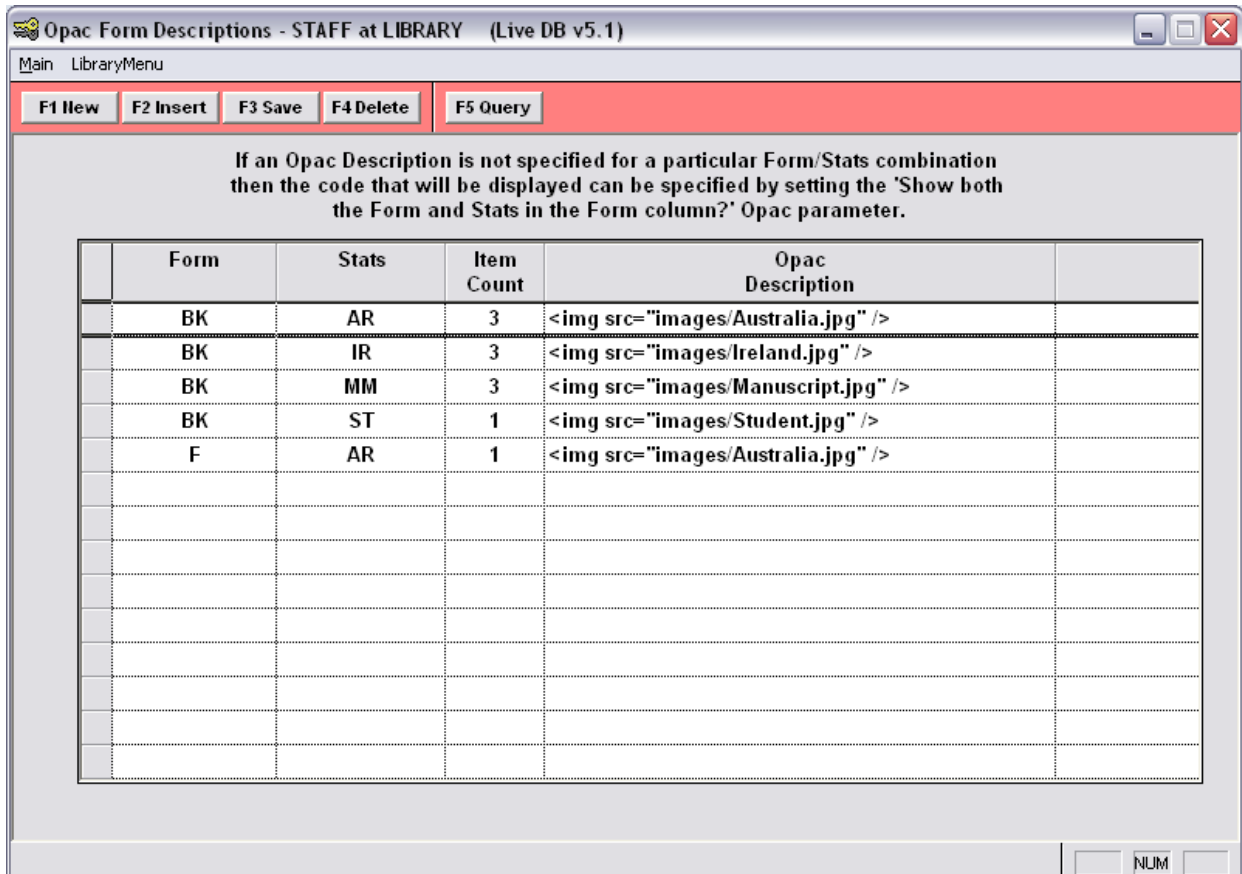 Opac Form Descriptions - STAFF at LIBRARY (Live DB v5.1)
Main LibraryMenu
F1 New F2 Insert F3 Save F4 Delete F5 Query
If an Opac Description is not specified for a particular Form/Stats combination
then the code that will be displayed can be specified by setting the 'Show both
the Form and Stats in the Form column?' Opac parameter.
Form Stats Item Count Opac Description
BK AR 3 <img src="images/Australia.jpg" />
BK IR 3 <img src="images/Ireland.jpg" />
BK MM 3 <img src="images/Manuscript.jpg" />
BK ST 1 <img src="images/Student.jpg" />
F AR 1 <img src="images/Australia.jpg" />
NUM